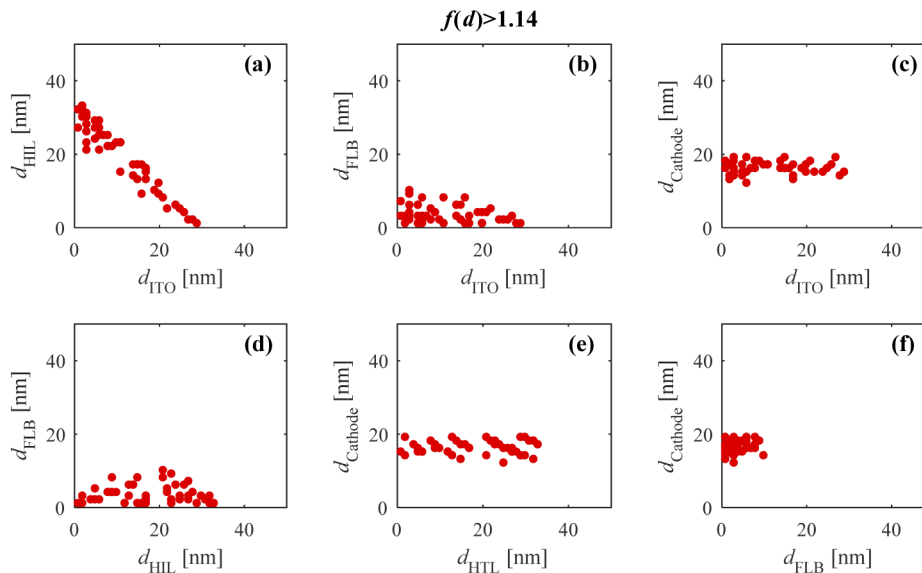 f(d)>1.14
(a)
40
20
0
0 20 40
d_HIL [nm]
d_ITO [nm]
(b)
40
20
0
0 20 40
d_FLB [nm]
d_ITO [nm]
(c)
40
20
0
0 20 40
d_Cathode [nm]
d_ITO [nm]
(d)
40
20
0
0 20 40
d_FLB [nm]
d_HIL [nm]
(e)
40
20
0
0 20 40
d_Cathode [nm]
d_HTL [nm]
(f)
40
20
0
0 20 40
d_Cathode [nm]
d_FLB [nm]